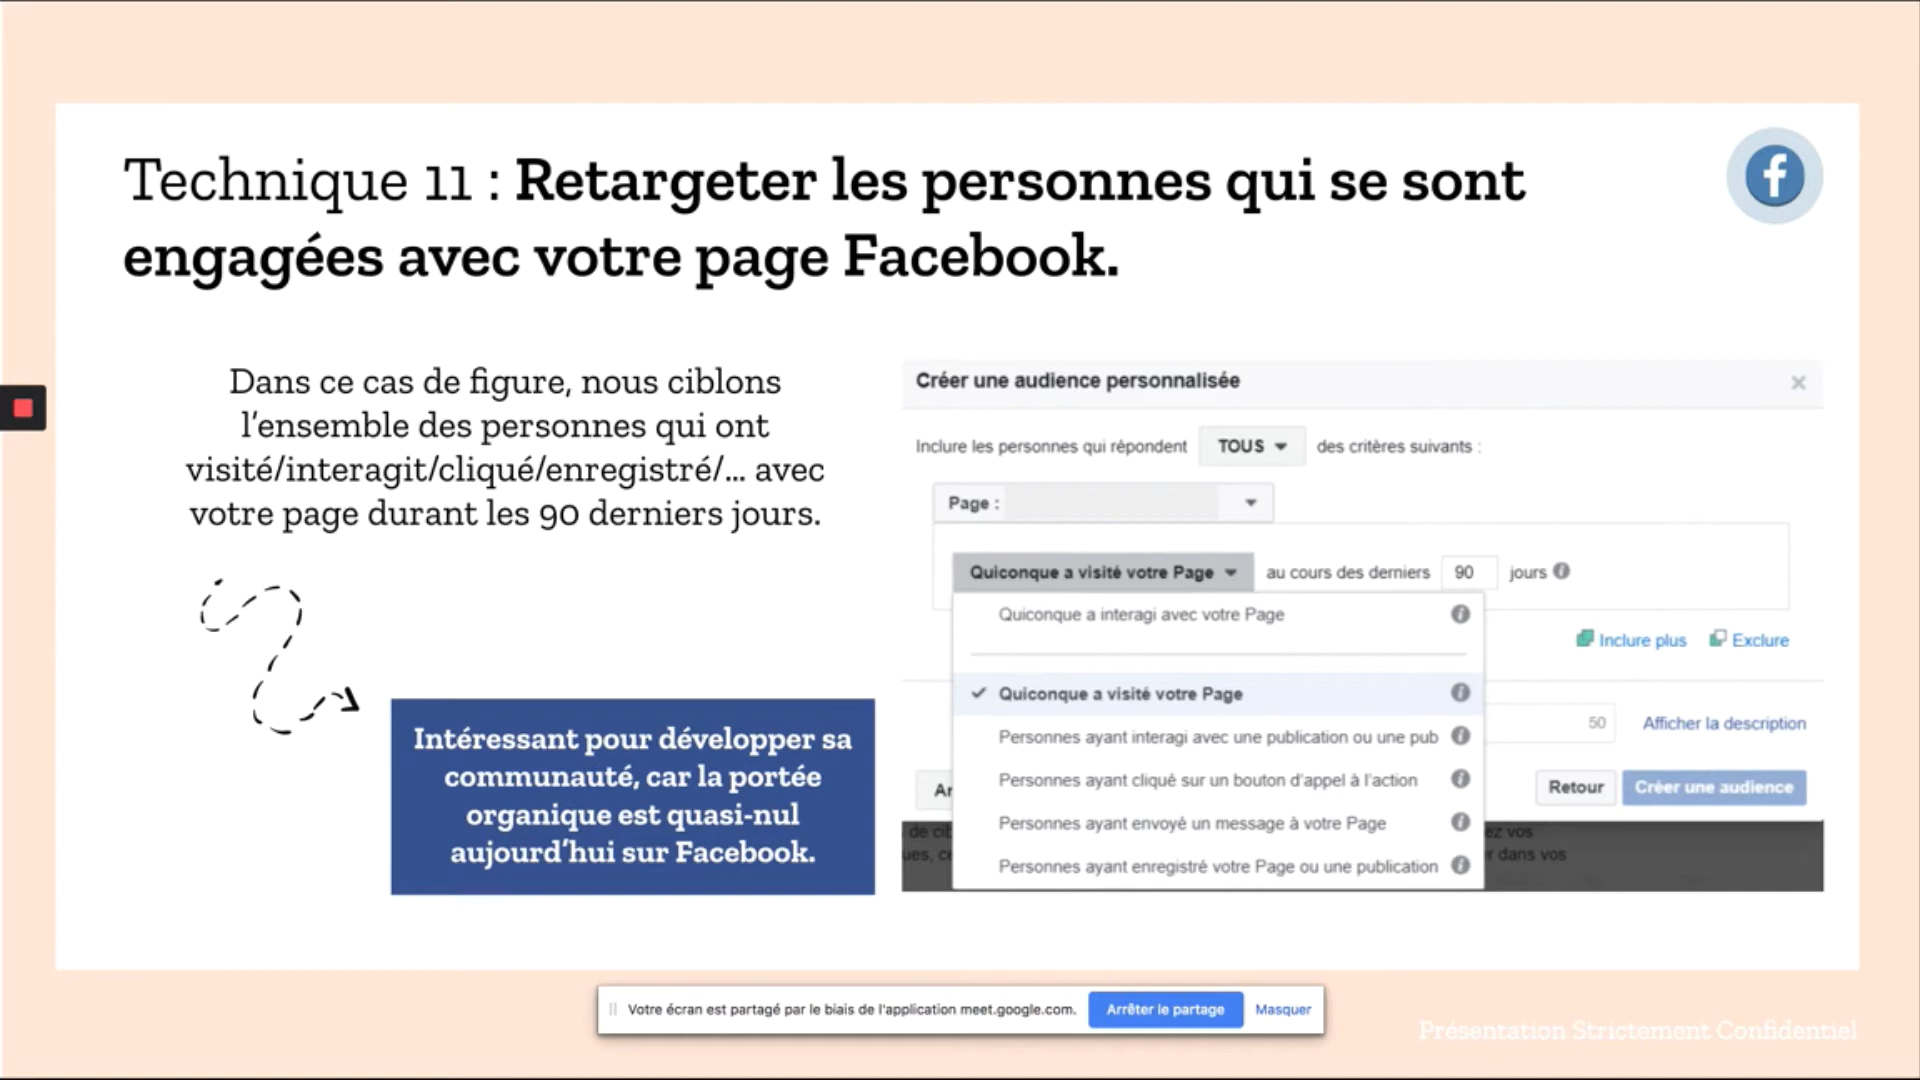 Technique 11 : Retargeter les personnes qui se sont
engagées avec votre page Facebook.
Dans ce cas de figure, nous ciblons
l'ensemble des personnes qui ont
visité/interagit/cliqué/enregistré/... avec
votre page durant les 90 derniers jours.
Intéressant pour développer sa
communauté, car la portée
organique est quasi-nul
aujourd'hui sur Facebook.
Créer une audience personnalisée
Inclure les personnes qui répondent TOUS des critères suivants :
Page :
Quiconque a visité votre Page au cours des derniers 90 jours
Quiconque a interagi avec votre Page
Inclure plus Exclure
Quiconque a visité votre Page
50 Afficher la description
Personnes ayant interagi avec une publication ou une pub
Personnes ayant cliqué sur un bouton d'appel à l'action
Retour Créer une audience
Personnes ayant envoyé un message à votre Page
Personnes ayant enregistré votre Page ou une publication
Votre écran est partagé par le biais de l'application meet.google.com. Arrêter le partage Masquer
Présentation Strictement Confidentiel